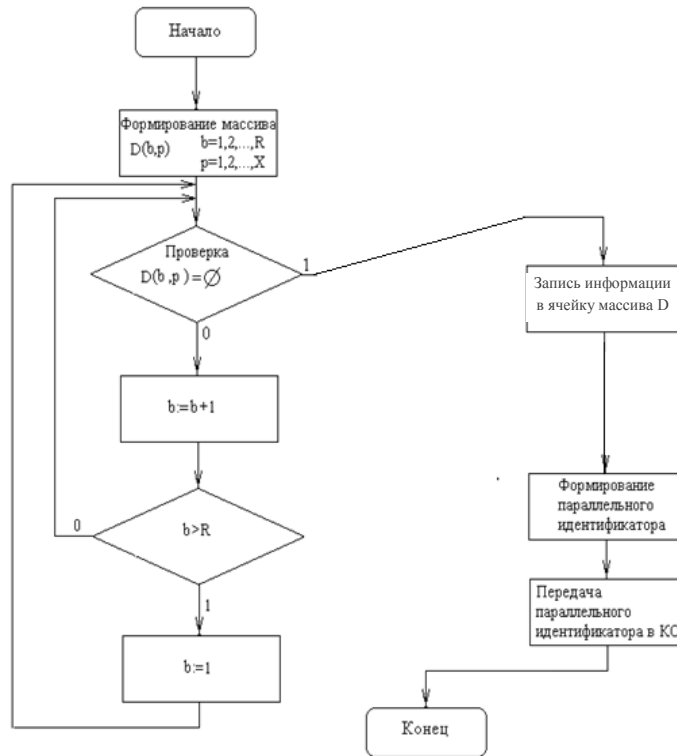 Начало
Формирование массива
D(b,p) b=1,2,...,R
p=1,2,...,X
Проверка
D(b,p)=∅
1
0
Запись информации
в ячейку массива D
b:=b+1
b>R
0
1
b:=1
Формирование
параллельного
идентификатора
Передача
параллельного
идентификатора в КС
Конец